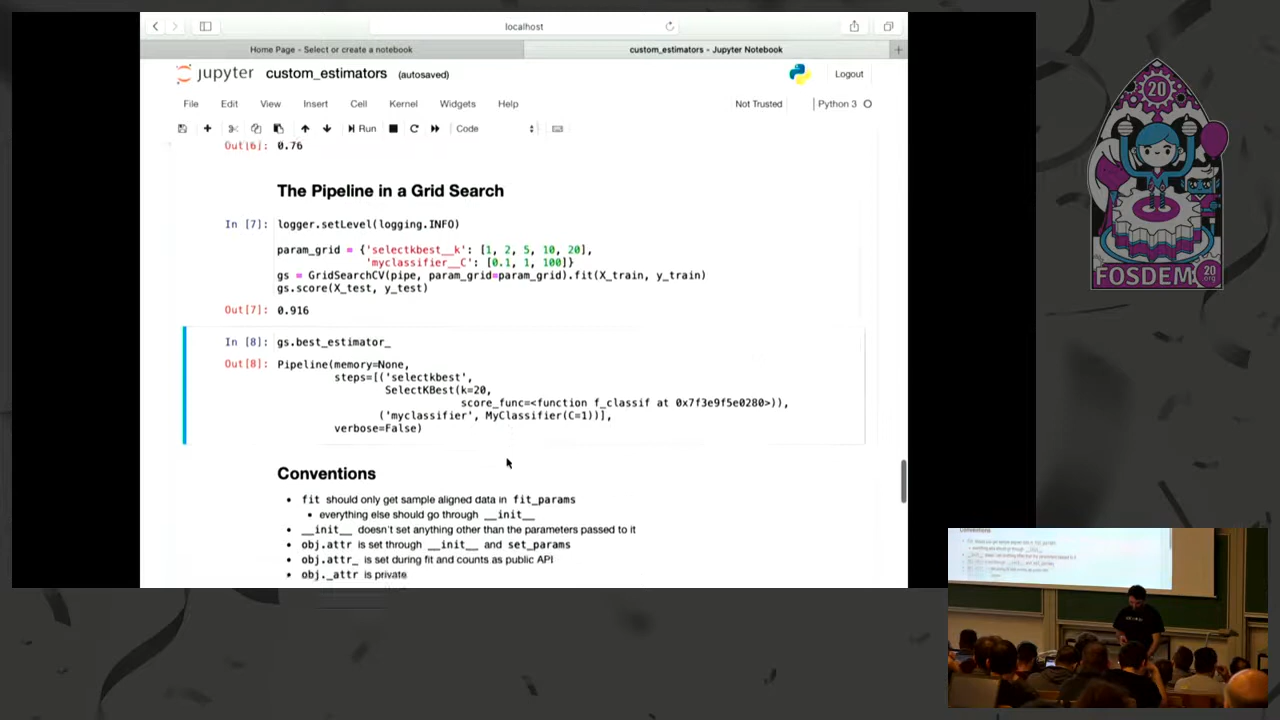 localhost
Home Page - Select or create a notebook
custom_estimators - Jupyter Notebook
jupyter custom_estimators (autosaved)
Logout
File Edit View Insert Cell Kernel Widgets Help
Not Trusted
Python 3
Run
Code
Out[6]: 0.76
The Pipeline in a Grid Search
In [7]: logger.setLevel(logging.INFO)
param_grid = {'selectkbest__k': [1, 2, 5, 10, 20],
'myclassifier__C': [0.1, 1, 100]}
gs = GridSearchCV(pipe, param_grid=param_grid).fit(X_train, y_train)
gs.score(X_test, y_test)
Out[7]: 0.916
In [8]: gs.best_estimator_
Out[8]: Pipeline(memory=None,
steps=[('selectkbest',
SelectKBest(k=20,
score_func=<function f_classif at 0x7f3e9f5e0280>)),
('myclassifier', MyClassifier(C=1))],
verbose=False)
Conventions
fit should only get sample aligned data in fit_params
everything else should go through __init__
__init__ doesn't set anything other than the parameters passed to it
obj.attr is set through __init__ and set_params
obj.attr_ is set during fit and counts as public API
obj._attr is private
20
FOSDEM
20
.org